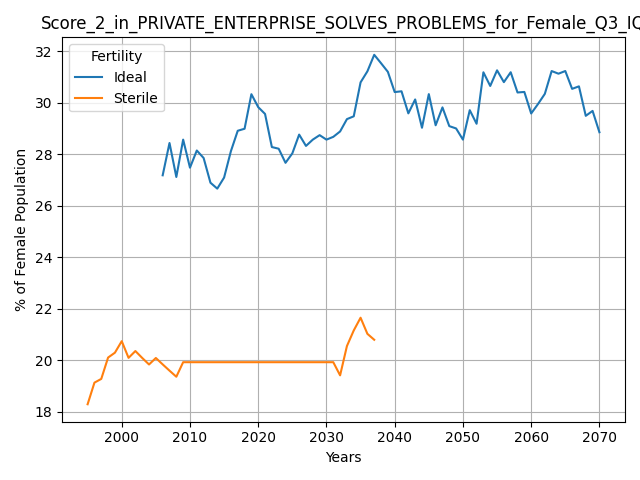 Score_2_in_PRIVATE_ENTERPRISE_SOLVES_PROBLEMS_for_Female_Q3_IQ
Fertility
Ideal
Sterile
32
30
28
26
24
22
20
18
% of Female Population
2000 2010 2020 2030 2040 2050 2060 2070
Years